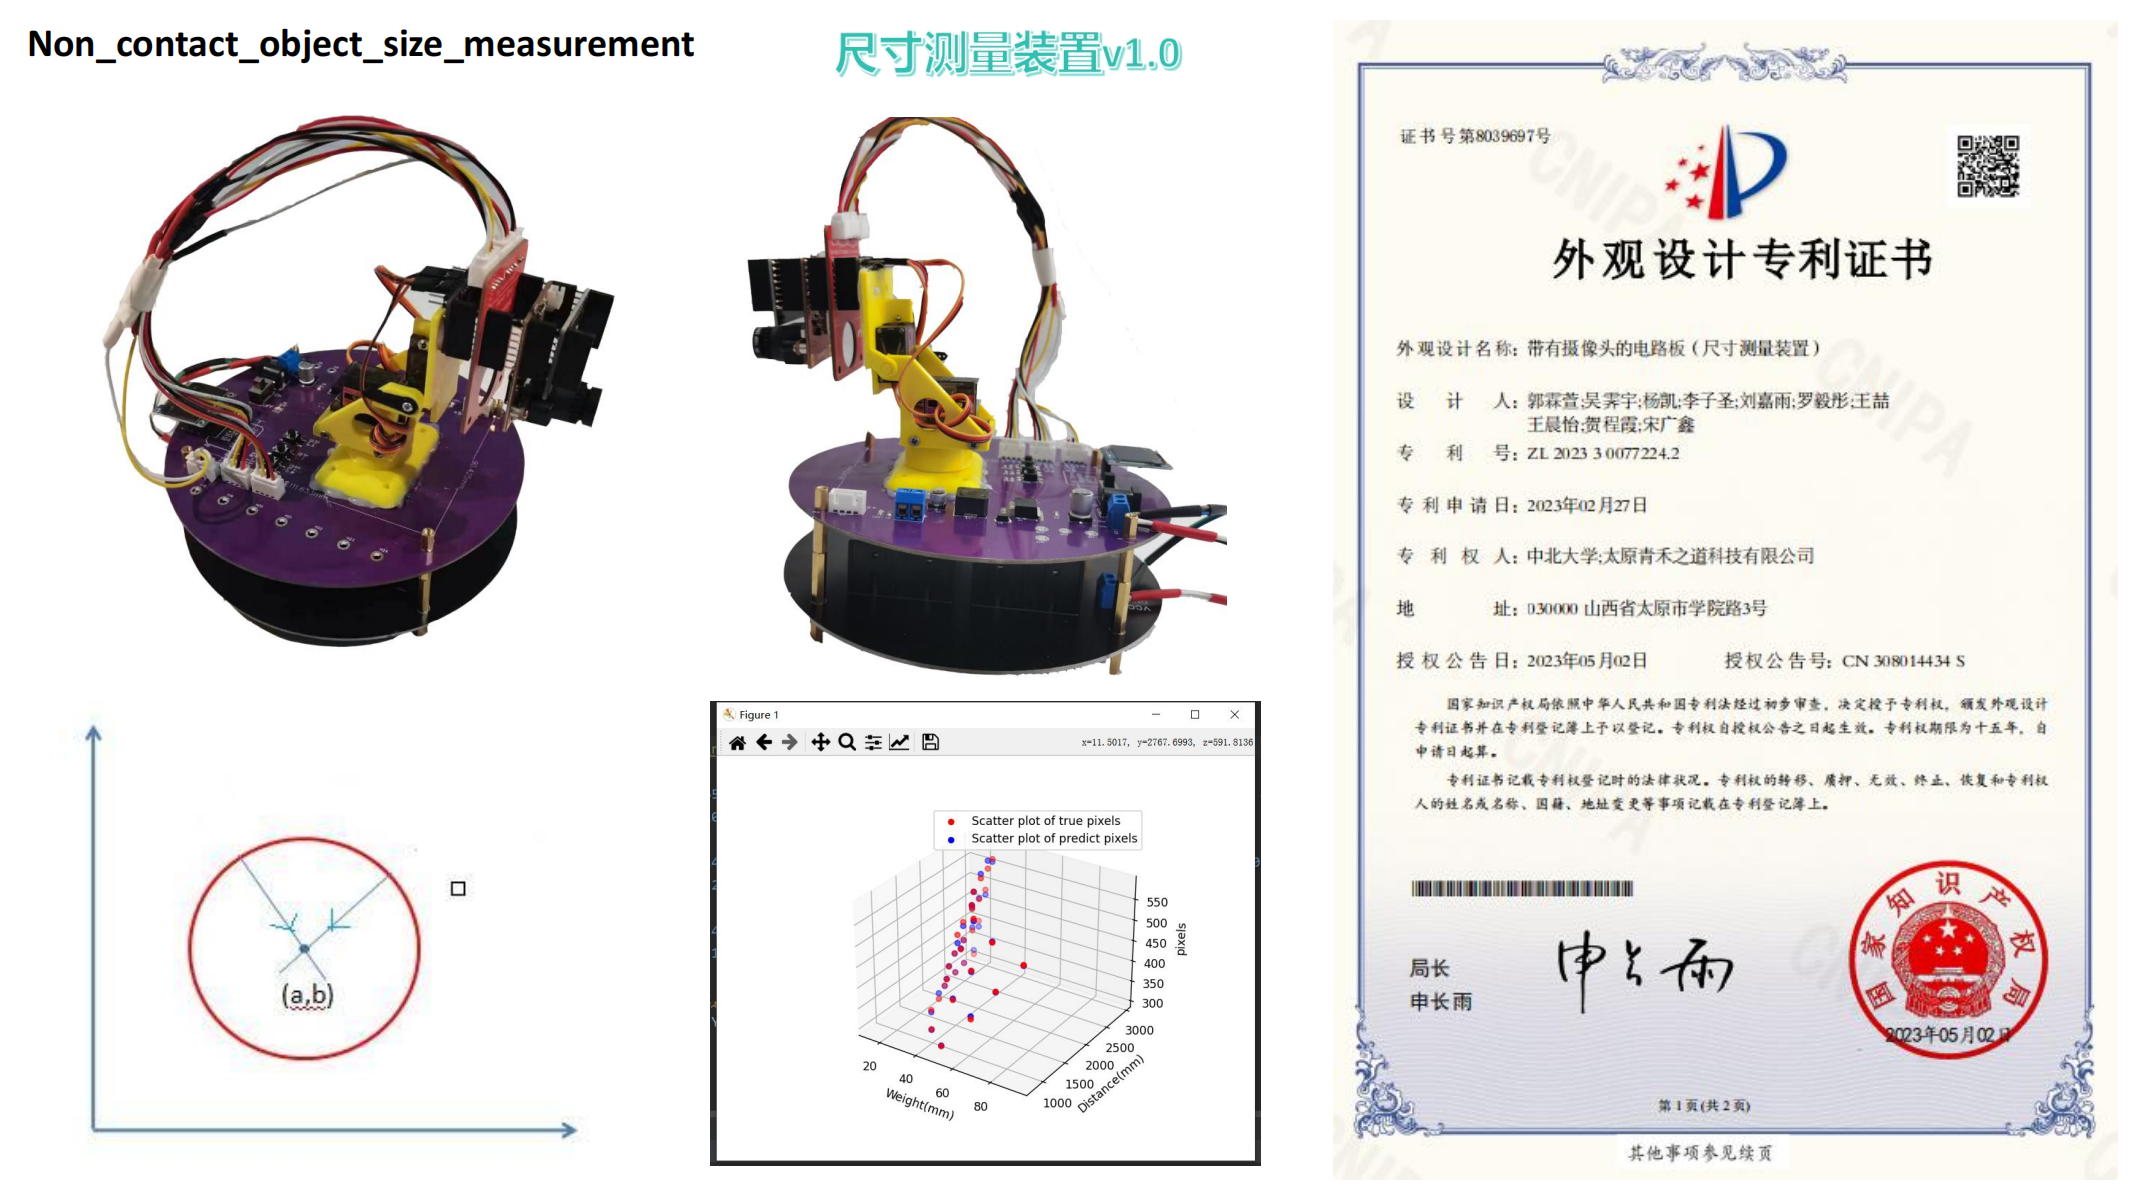 Non_contact_object_size_measurement
尺寸测量装置v1.0
(a,b)
Figure 1
x=11.5017, y=2767.6993, z=591.8136
Scatter plot of true pixels
Scatter plot of predict pixels
550
500
450
400
350
300
pixels
3000
2500
2000
1500
1000
Distance(mm)
20
40
60
80
Weight(mm)
证书号第8039697号
外观设计专利证书
外观设计名称：带有摄像头的电路板（尺寸测量装置）
设计人：郭霖萱;吴霁宇;杨凯;李子圣;刘嘉雨;罗毅彤;王喆
王晨怡;贺程霞;宋广鑫
专利号：ZL 2023 3 0077224.2
专利申请日：2023年02月27日
专利权人：中北大学;太原青禾之道科技有限公司
地址：030000 山西省太原市学院路3号
授权公告日：2023年05月02日 授权公告号：CN 308014434 S
国家知识产权局依照中华人民共和国专利法经过初步审查，决定授予专利权，颁发外观设计
专利证书并在专利登记簿上予以登记。专利权自授权公告之日起生效。专利权期限为十五年，自
申请日起算。
专利证书记载专利权登记时的法律状况。专利权的转移、质押、无效、终止、恢复和专利权
人的姓名或名称、国籍、地址变更等事项记载在专利登记簿上。
局长
申长雨
申长雨
国家知识产权局
2023年05月02日
第 1 页 (共 2 页)
其他事项参见续页
CNIPA